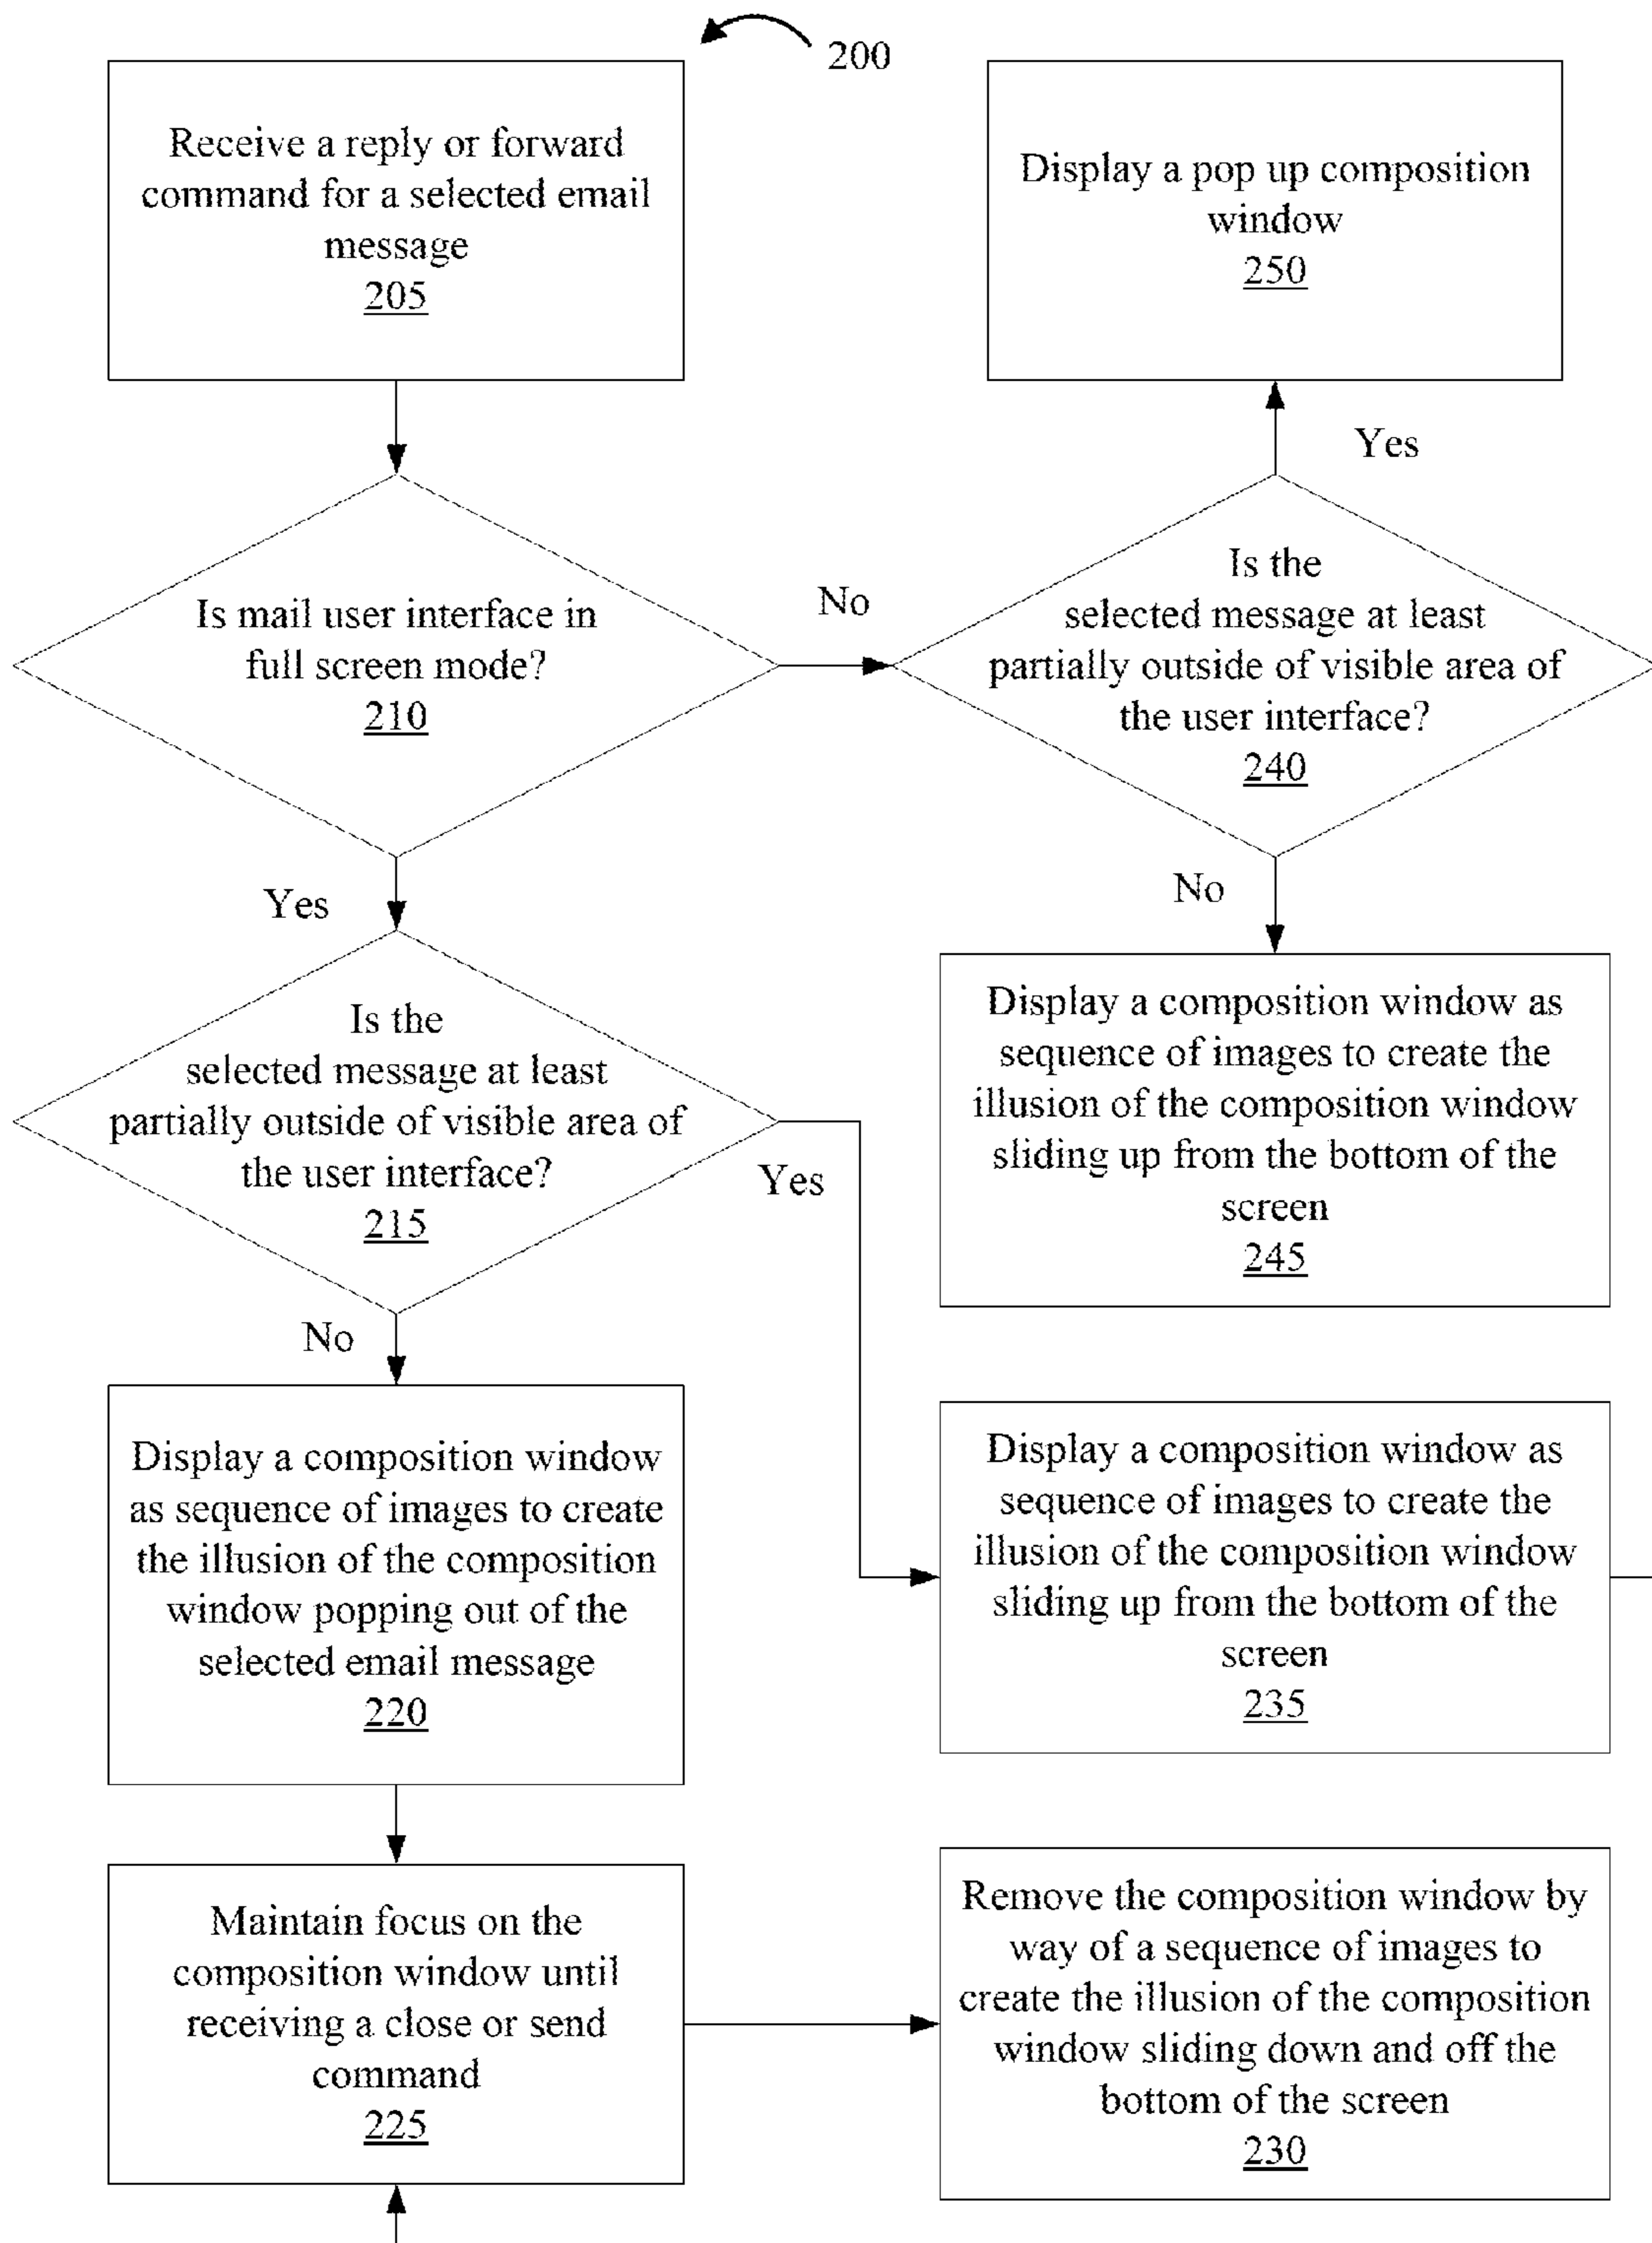 200
Receive a reply or forward
command for a selected email
message
205
Display a pop up composition
window
250
Yes
Is mail user interface in
full screen mode?
210
No
Is the
selected message at least
partially outside of visible area of
the user interface?
240
Yes
No
Is the
selected message at least
partially outside of visible area of
the user interface?
215
Yes
Display a composition window as
sequence of images to create the
illusion of the composition window
sliding up from the bottom of the
screen
245
No
Display a composition window
as sequence of images to create
the illusion of the composition
window popping out of the
selected email message
220
Display a composition window as
sequence of images to create the
illusion of the composition window
sliding up from the bottom of the
screen
235
Maintain focus on the
composition window until
receiving a close or send
command
225
Remove the composition window by
way of a sequence of images to
create the illusion of the composition
window sliding down and off the
bottom of the screen
230